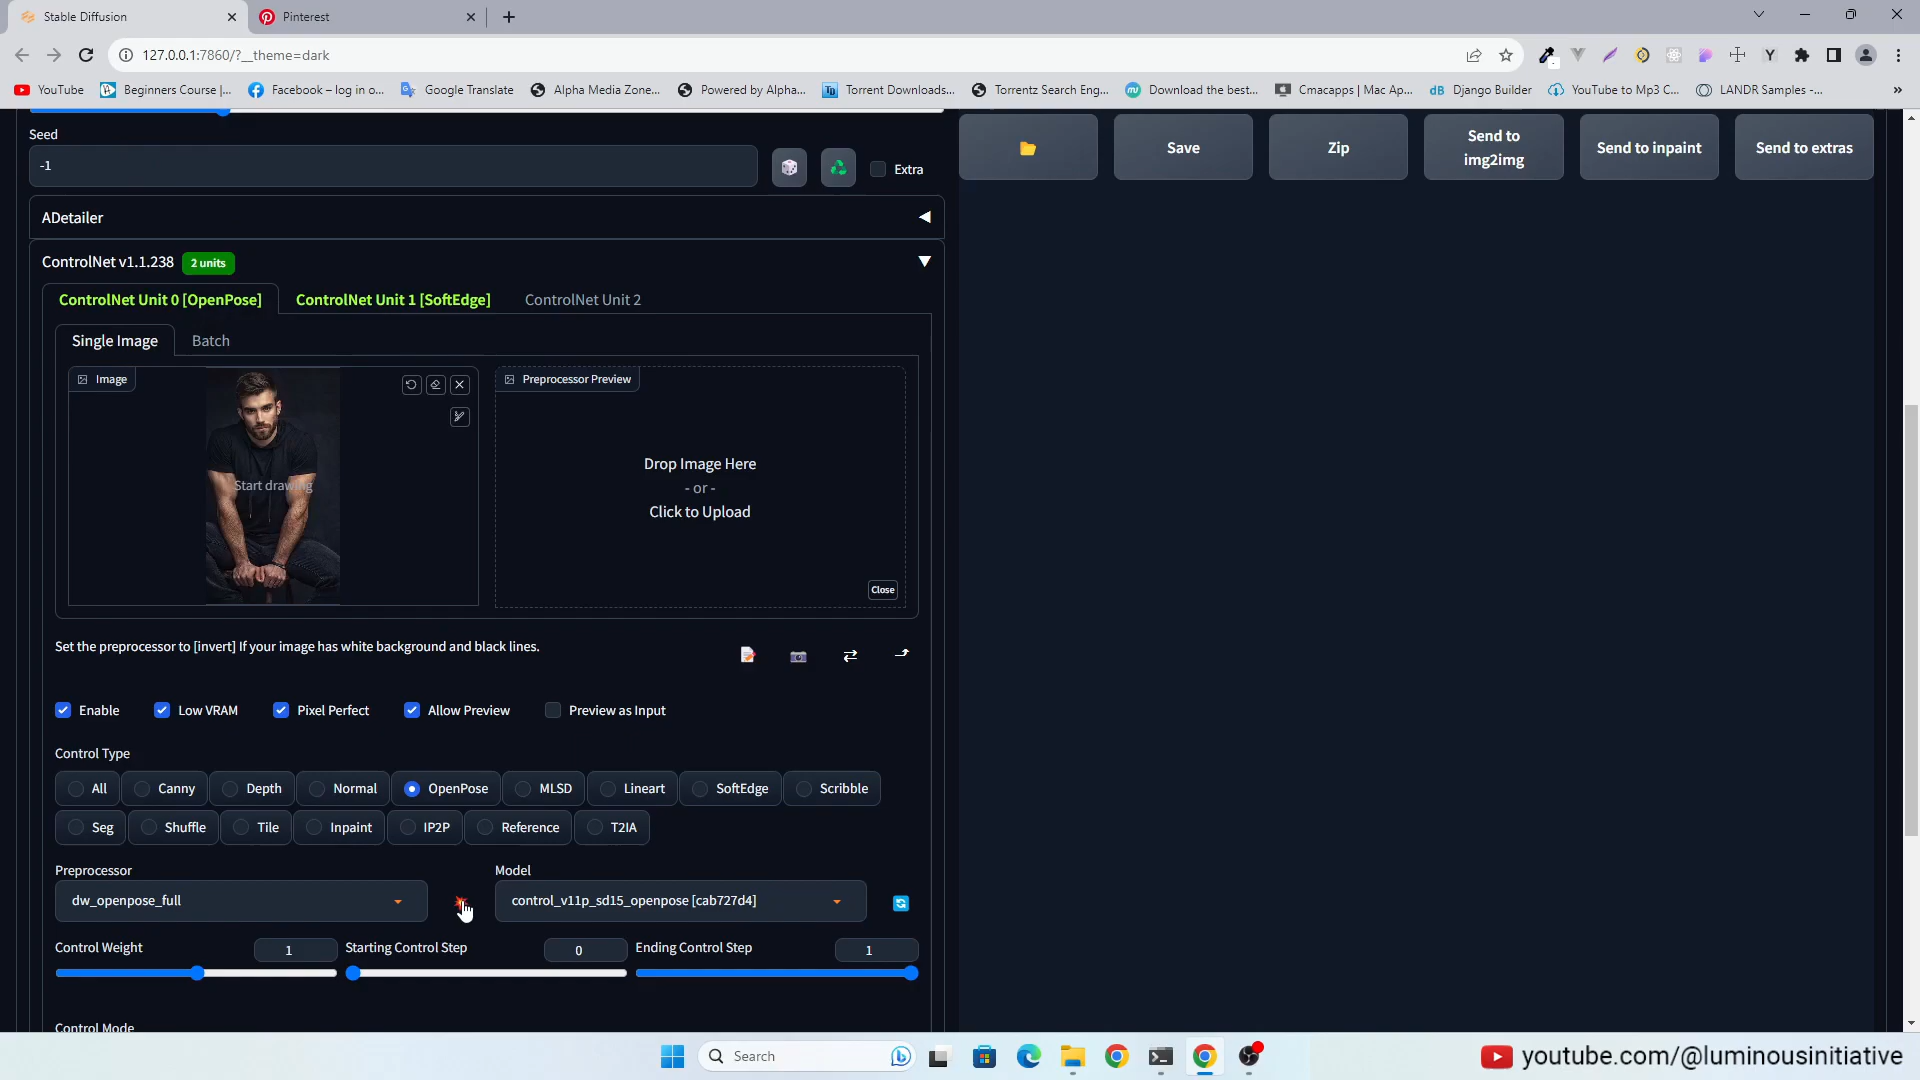 Stable Diffusion
Pinterest
127.0.0.1:7860/?__theme=dark
YouTube
Beginners Course |...
Facebook – log in o...
Google Translate
Alpha Media Zone...
Powered by Alpha...
Torrent Downloads...
Torrentz Search Eng...
Download the best...
Cmacapps | Mac Ap...
dB Django Builder
YouTube to Mp3 C...
LANDR Samples -...
Seed
-1
Extra
Save
Zip
Send to
img2img
Send to inpaint
Send to extras
ADetailer
ControlNet v1.1.238
2 units
ControlNet Unit 0 [OpenPose]
ControlNet Unit 1 [SoftEdge]
ControlNet Unit 2
Single Image
Batch
Image
Start drawing
Preprocessor Preview
Drop Image Here
- or -
Click to Upload
Close
Set the preprocessor to [invert] If your image has white background and black lines.
Enable
Low VRAM
Pixel Perfect
Allow Preview
Preview as Input
Control Type
All
Canny
Depth
Normal
OpenPose
MLSD
Lineart
SoftEdge
Scribble
Seg
Shuffle
Tile
Inpaint
IP2P
Reference
T2IA
Preprocessor
dw_openpose_full
Model
control_v11p_sd15_openpose [cab727d4]
Control Weight
1
Starting Control Step
0
Ending Control Step
1
Control Mode
Search
youtube.com/@luminousinitiative